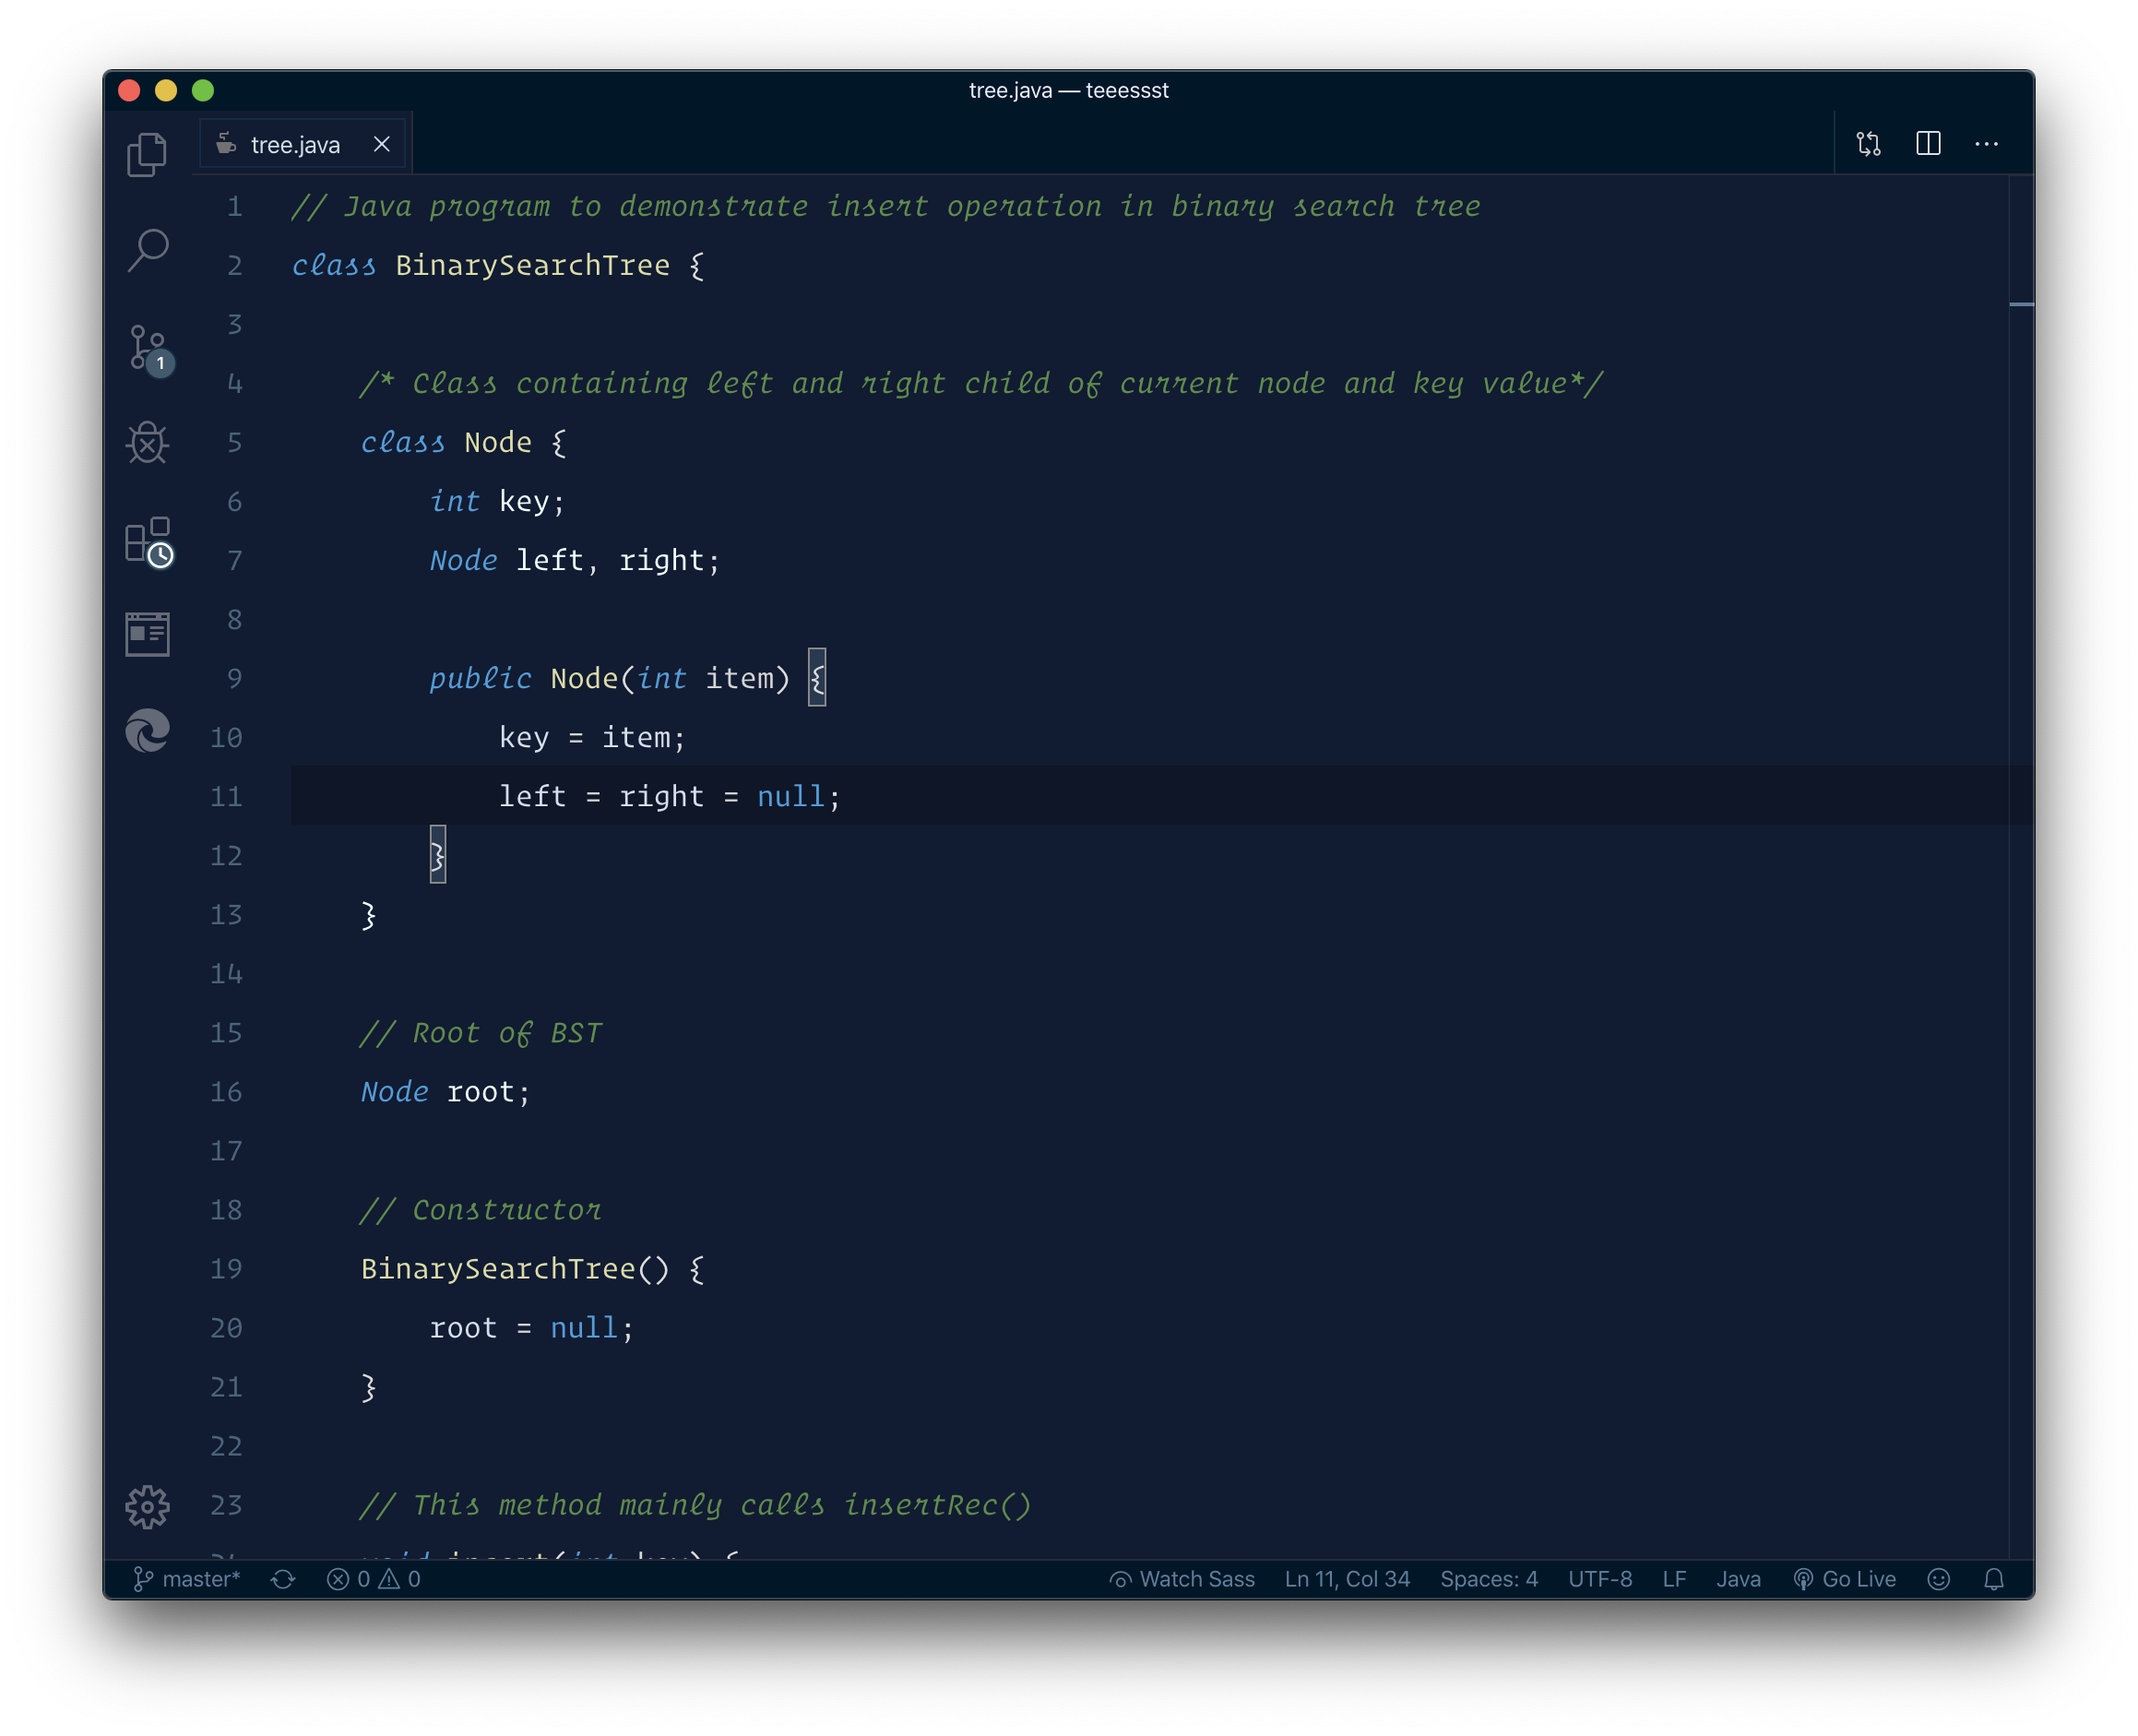 tree.java — teeessst
tree.java
1 // Java program to demonstrate insert operation in binary search tree
2 class BinarySearchTree {
3
4 /* Class containing left and right child of current node and key value*/
5 class Node {
6 int key;
7 Node left, right;
8
9 public Node(int item) {
10 key = item;
11 left = right = null;
12 }
13 }
14
15 // Root of BST
16 Node root;
17
18 // Constructor
19 BinarySearchTree() {
20 root = null;
21 }
22
23 // This method mainly calls insertRec()
24 void insert(int key) {
1
master* 0 0 Watch Sass Ln 11, Col 34 Spaces: 4 UTF-8 LF Java Go Live